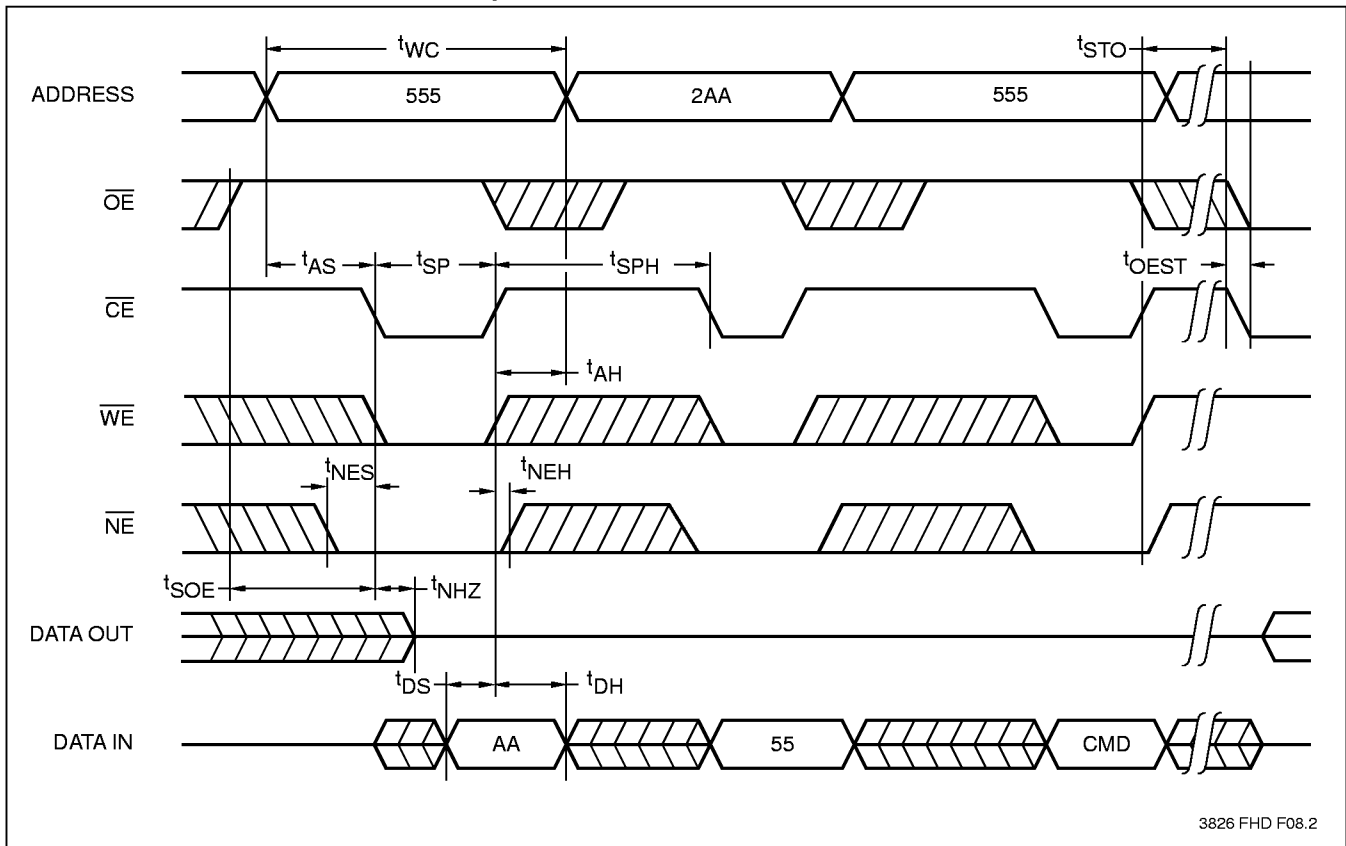 tWC
tSTO
ADDRESS 555 2AA 555
OE
tAS tSP tSPH tOEST
CE
tAH
WE
tNES tNEH
NE
tSOE tNHZ
DATA OUT
tDS tDH
DATA IN AA 55 CMD
3826 FHD F08.2